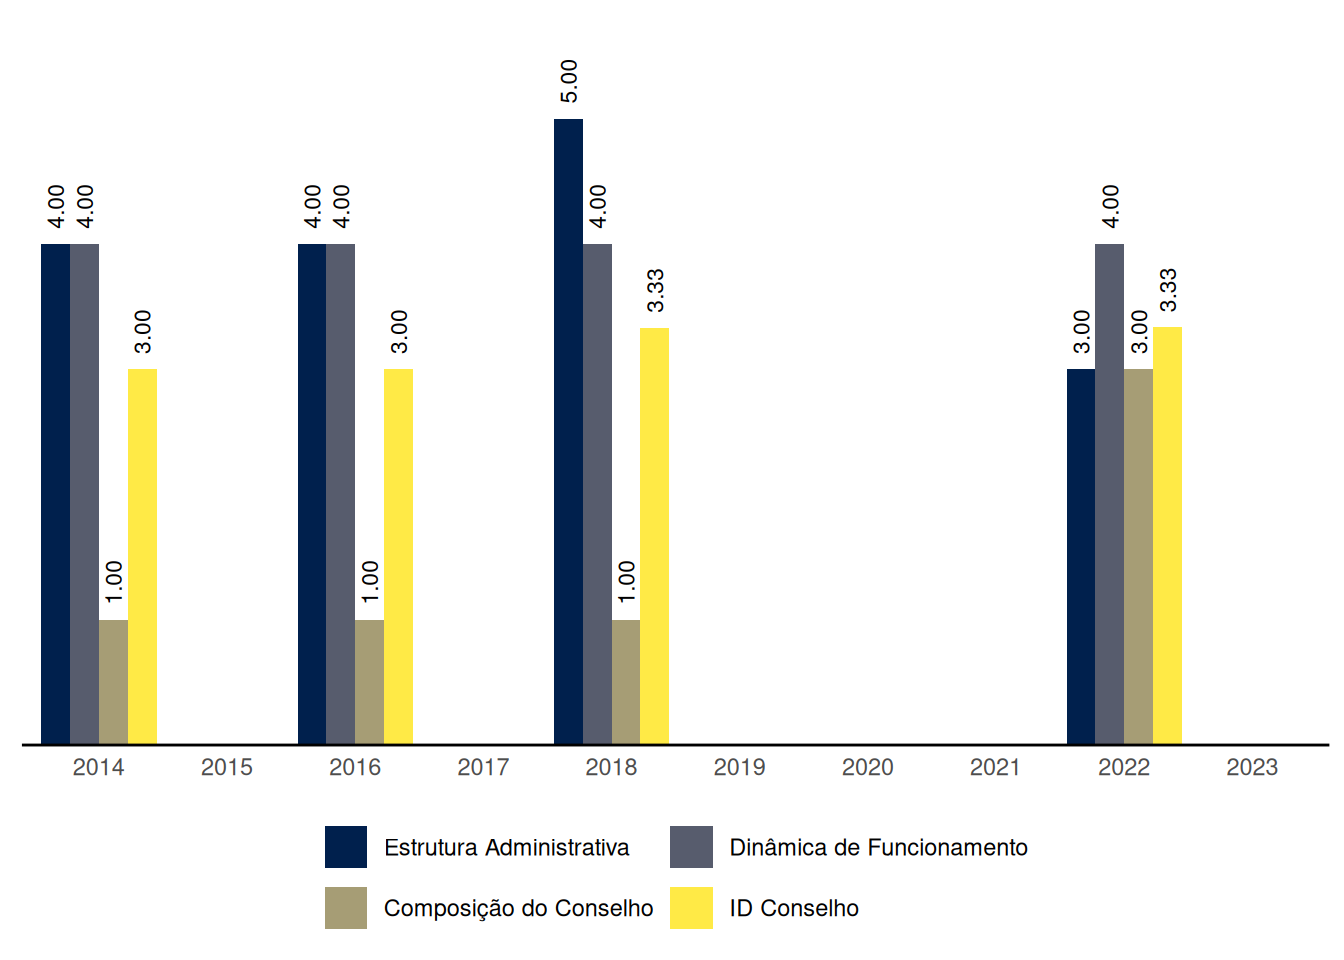 5.00
4.00 4.00 4.00 4.00 4.00 4.00
3.33 3.33
3.00 3.00 3.00 3.00
1.00 1.00 1.00
2014 2015 2016 2017 2018 2019 2020 2021 2022 2023
Estrutura Administrativa Dinâmica de Funcionamento
Composição do Conselho ID Conselho